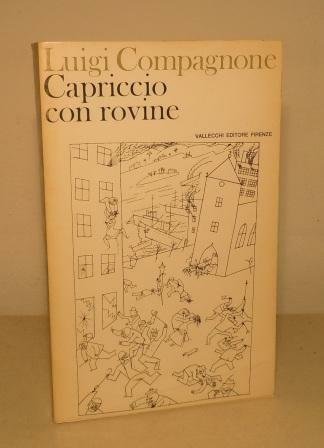 Luigi Compagnone
Capriccio
con rovine
VALLECCHI EDITORE FIRENZE